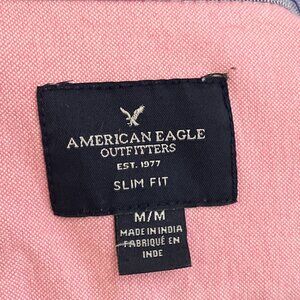 AMERICAN EAGLE
OUTFITTERS
EST. 1977
SLIM FIT
M/M
MADE IN INDIA
FABRIQUÉ EN
INDE